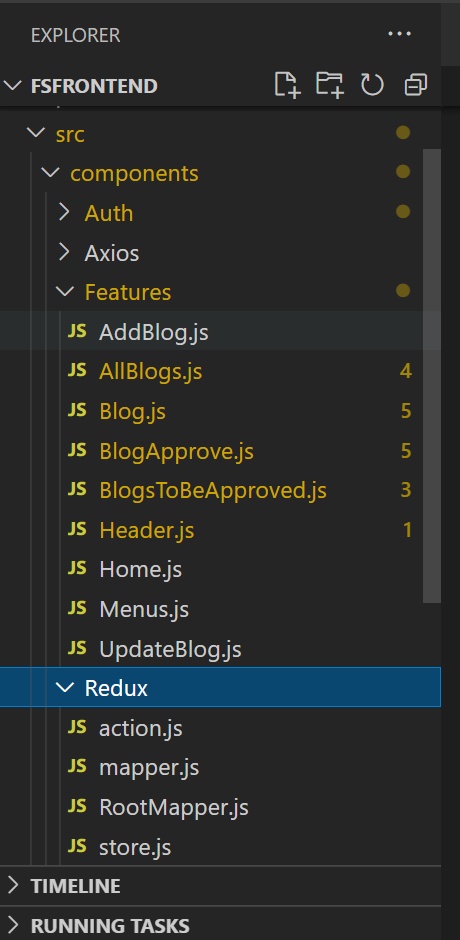 EXPLORER ...
FSFRONTEND
src
components
Auth
Axios
Features
JS AddBlog.js
JS AllBlogs.js 4
JS Blog.js 5
JS BlogApprove.js 5
JS BlogsToBeApproved.js 3
JS Header.js 1
JS Home.js
JS Menus.js
JS UpdateBlog.js
Redux
JS action.js
JS mapper.js
JS RootMapper.js
JS store.js
TIMELINE
RUNNING TASKS